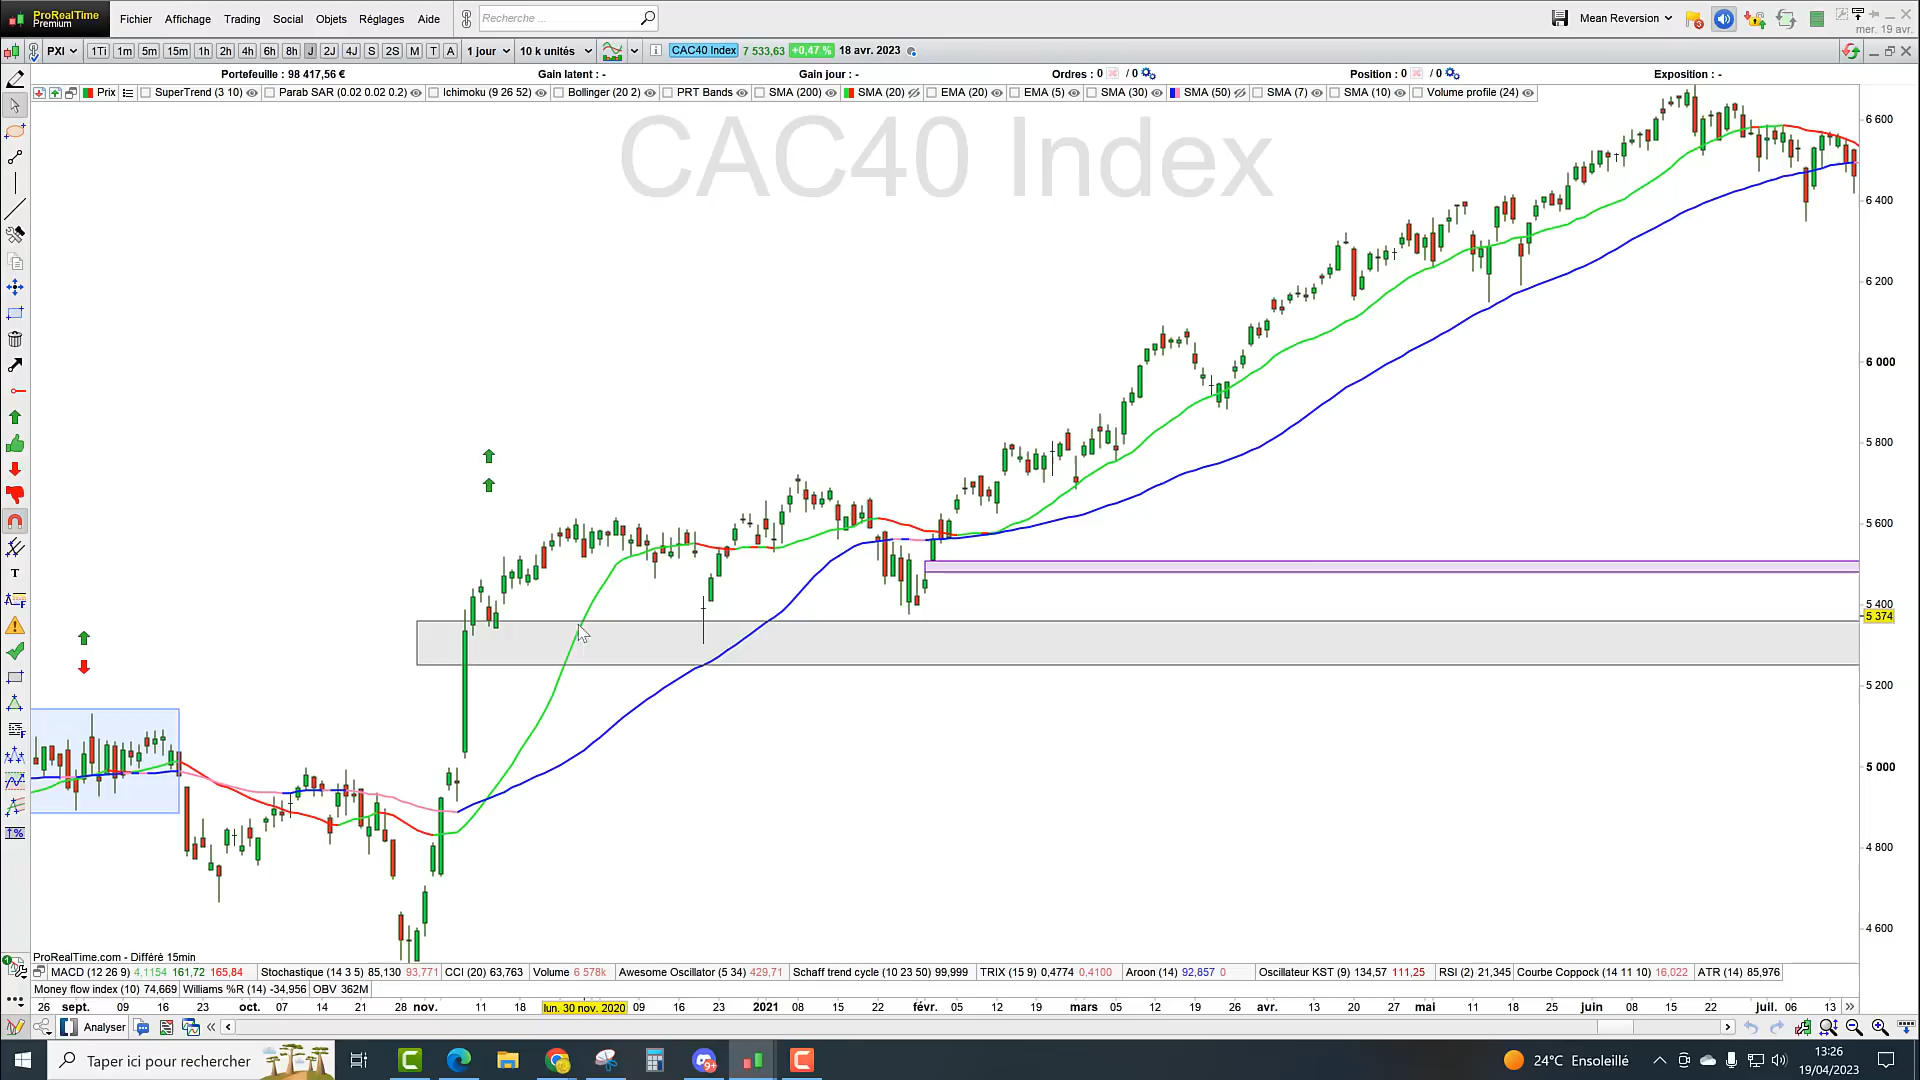 ProRealTime Premium Fichier Affichage Trading Social Objets Réglages Aide Recherche ... Mean Reversion 3
mer. 19 avr.
PXI 1Ti 1m 5m 15m 1h 2h 4h 6h 8h J 2J 4J S 2S M T A 1 jour 10 k unités i CAC40 Index 7 533,63 +0,47 % 18 avr. 2023
Portefeuille : 98 417,56 € Gain latent : - Gain jour : - Ordres : 0 / 0 Position : 0 / 0 Exposition : -
Prix SuperTrend (3 10) Parab SAR (0.02 0.02 0.2) Ichimoku (9 26 52) Bollinger (20 2) PRT Bands SMA (200) SMA (20) EMA (20) EMA (5) SMA (30) SMA (50) SMA (7) SMA (10) Volume profile (24)
CAC40 Index
6 600
6 400
6 200
6 000
5 800
5 600
5 400
5 374
5 200
5 000
4 800
4 600
ProRealTime.com - Différé 15min
MACD (12 26 9) 4,1154 161,72 165,84 Stochastique (14 3 5) 85,130 93,771 CCI (20) 63,763 Volume 6 578k Awesome Oscillator (5 34) 429,71 Schaff trend cycle (10 23 50) 99,999 TRIX (15 9) 0,4774 0,4100 Aroon (14) 92,857 0 Oscillateur KST (9) 134,57 111,25 RSI (2) 21,345 Courbe Coppock (14 11 10) 16,022 ATR (14) 85,976
Money flow index (10) 74,669 Williams %R (14) -34,956 OBV 362M
26 sept. 09 16 23 oct. 07 14 21 28 nov. 11 18 lun. 30 nov. 2020 09 16 23 2021 08 15 22 févr. 05 12 19 mars 05 12 19 26 avr. 13 20 27 mai 11 18 25 juin 08 15 22 juil. 06 13
Analyser
Taper ici pour rechercher 9+ 24°C Ensoleillé 13:26
19/04/2023